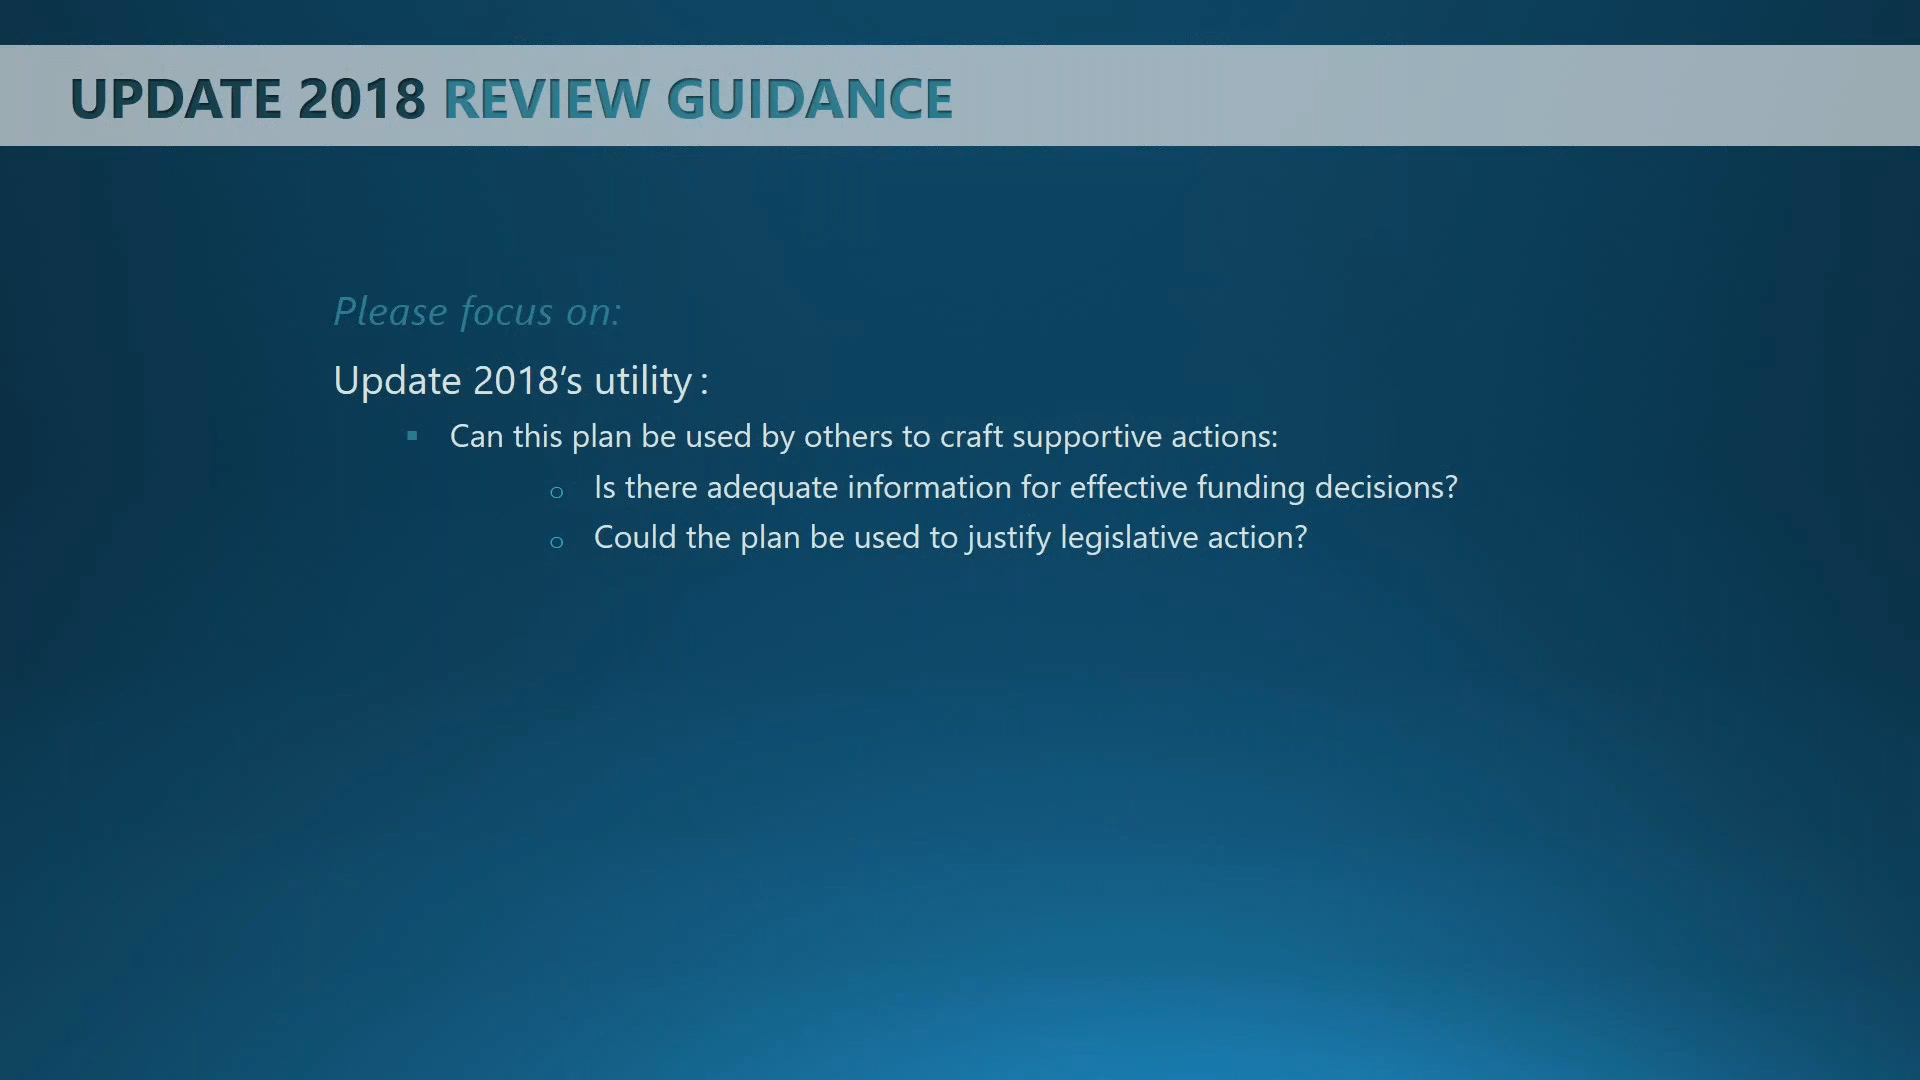 UPDATE 2018 REVIEW GUIDANCE
Please focus on:
Update 2018’s utility :
▪ Can this plan be used by others to craft supportive actions:
o Is there adequate information for effective funding decisions?
o Could the plan be used to justify legislative action?